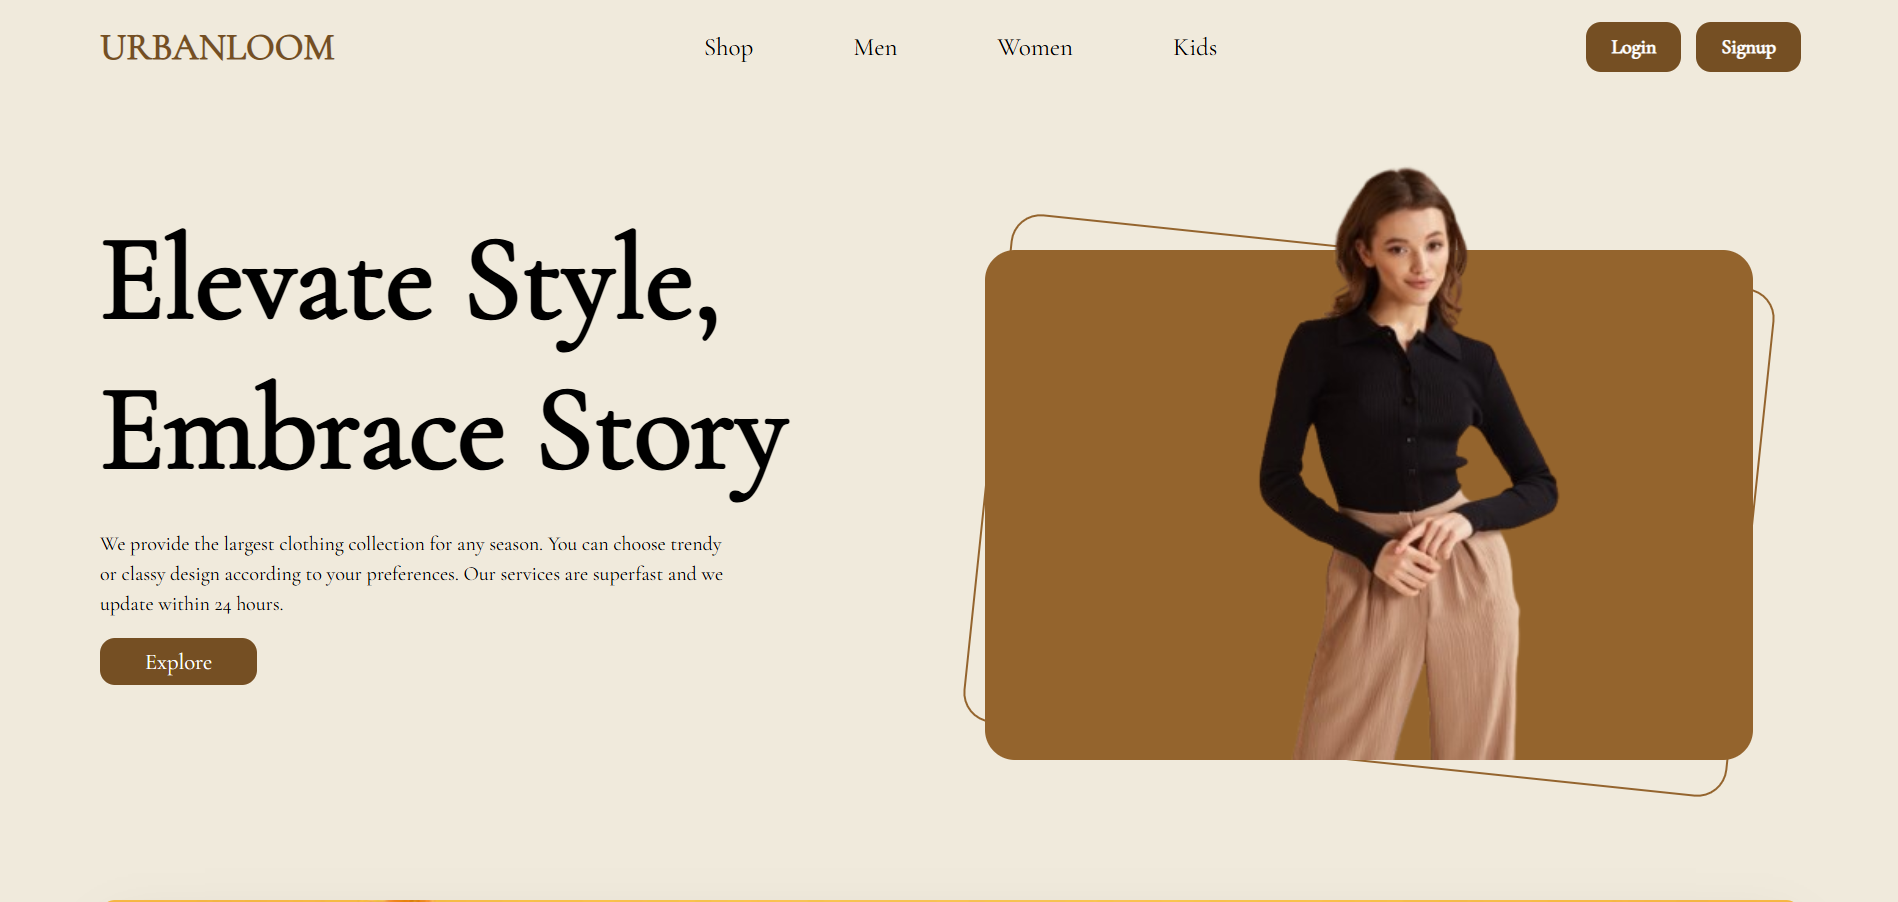 URBANLOOM
Shop
Men
Women
Kids
Login
Signup
Elevate Style,
Embrace Story
We provide the largest clothing collection for any season. You can choose trendy
or classy design according to your preferences. Our services are superfast and we
update within 24 hours.
Explore